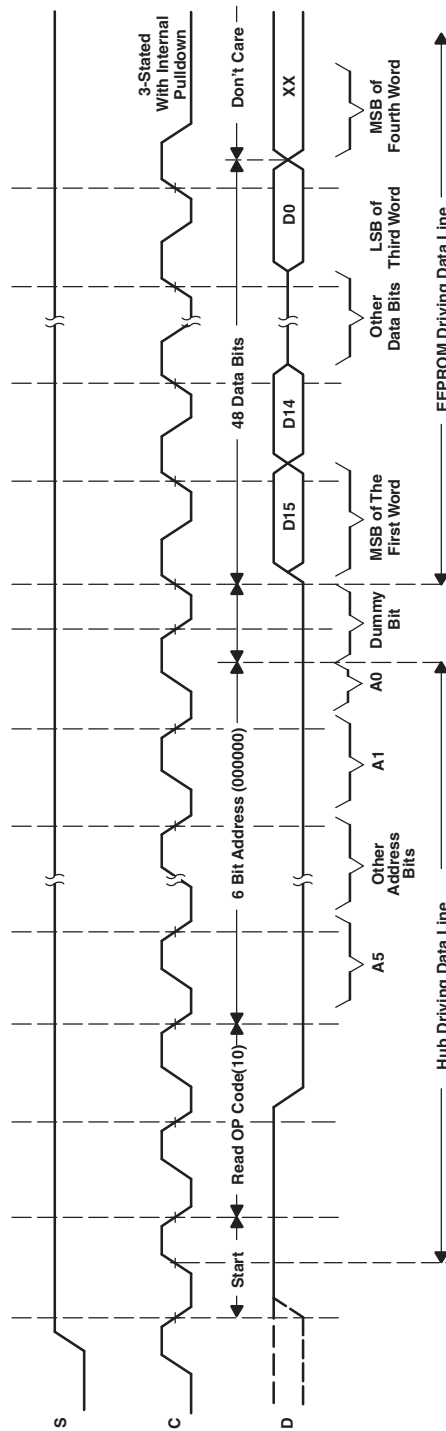 S
C
D
3-Stated
With Internal
Pulldown
Start
Read OP Code(10)
6 Bit Address (000000)
48 Data Bits
Don't Care
D15
D14
D0
XX
A5
Other
Address
Bits
A1
A0
Dummy
Bit
MSB of The
First Word
Other
Data Bits
LSB of
Third Word
MSB of
Fourth Word
Hub Driving Data Line
EEPROM Driving Data Line